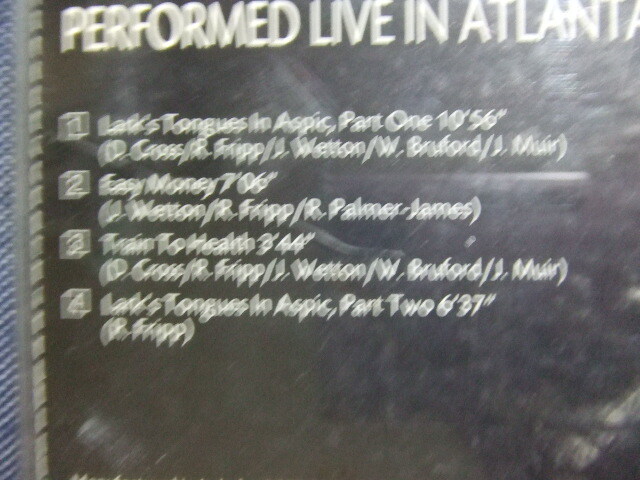 PERFORMED LIVE IN ATLANTA
1 Lark's Tongues In Aspic, Part One 10'56"
(D. Cross/R. Fripp/J. Wetton/W. Bruford/J. Muir)
2 Easy Money 7'06"
(J. Wetton/R. Fripp/R. Palmer-James)
3 Train To Health 3'44"
(D. Cross/R. Fripp/J. Wetton/W. Bruford/J. Muir)
4 Lark's Tongues In Aspic, Part Two 6'37"
(R. Fripp)